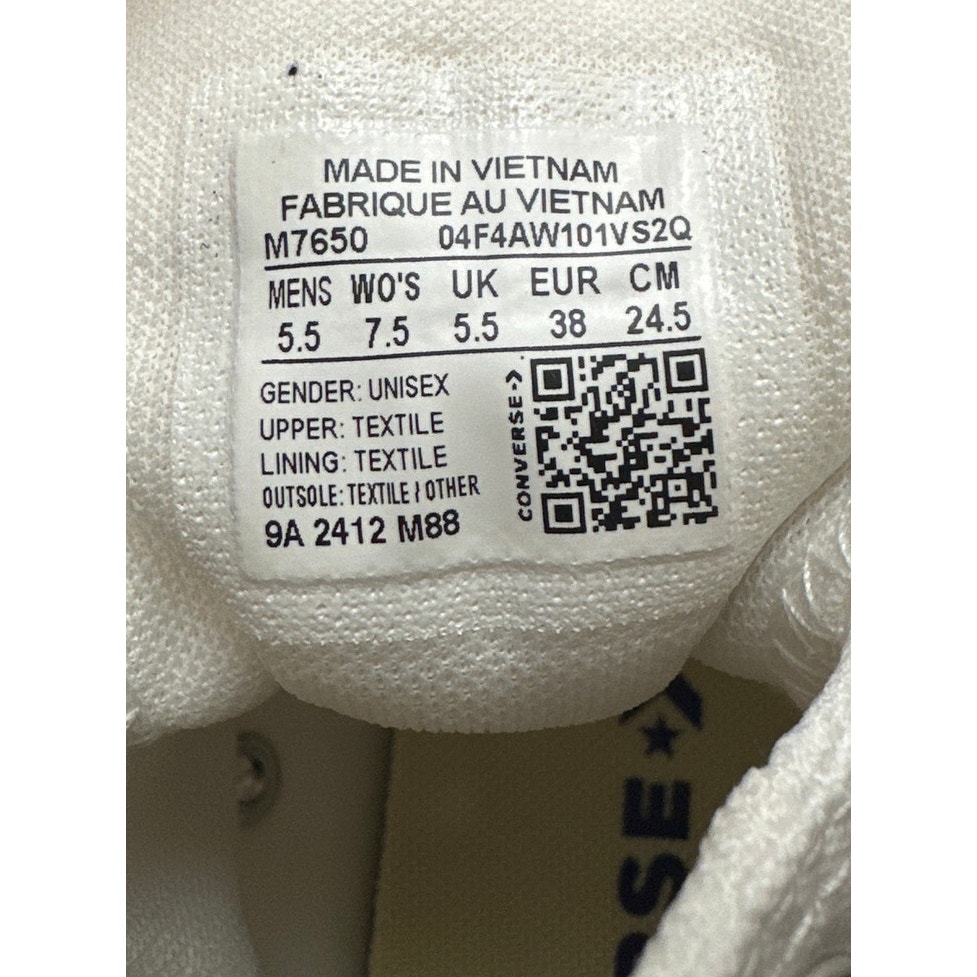 MADE IN VIETNAM
FABRIQUE AU VIETNAM
M7650 04F4AW101VS2Q
MENS WO'S UK EUR CM
5.5 7.5 5.5 38 24.5
GENDER: UNISEX
UPPER: TEXTILE
LINING: TEXTILE
OUTSOLE: TEXTILE / OTHER
9A 2412 M88
CONVERSE
RSE